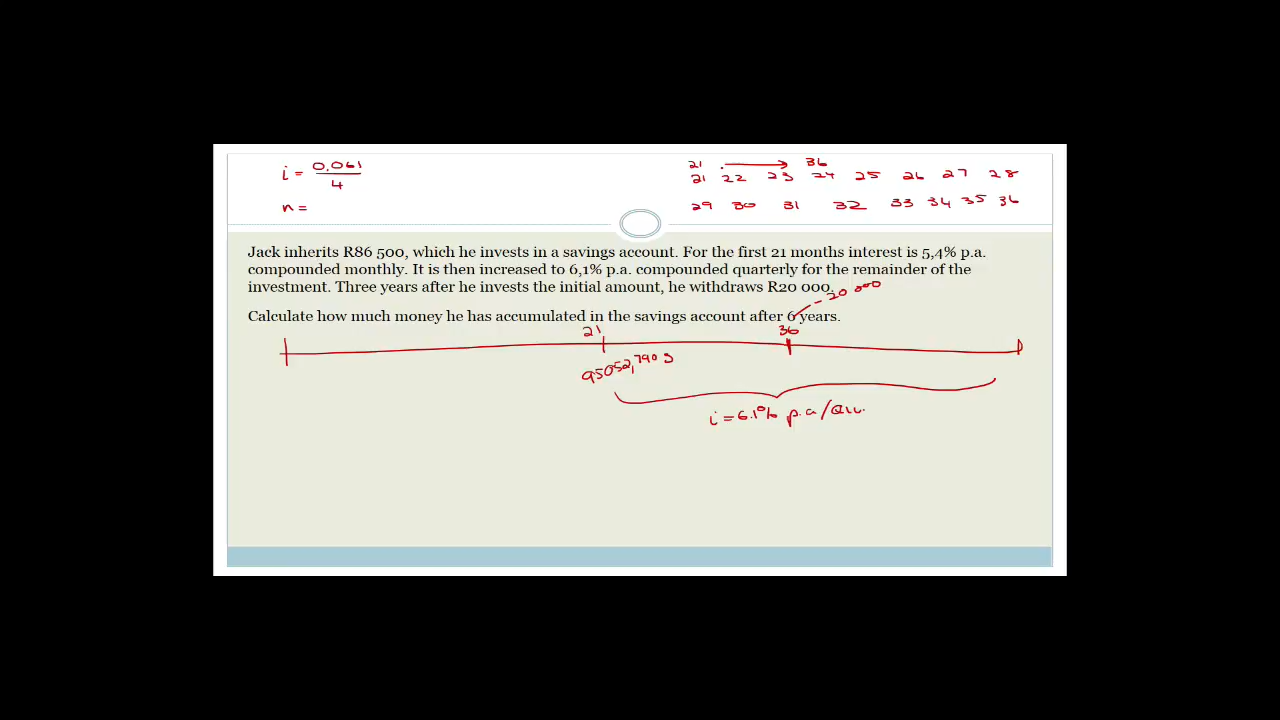 i = 0.061 / 4
n =
21 → 36
21 22 23 24 25 26 27 28
29 30 31 32 33 34 35 36
Jack inherits R86 500, which he invests in a savings account. For the first 21 months interest is 5,4% p.a.
compounded monthly. It is then increased to 6,1% p.a. compounded quarterly for the remainder of the
investment. Three years after he invests the initial amount, he withdraws R20 000.
- 20 000
Calculate how much money he has accumulated in the savings account after 6 years.
21 36
95052,7903
i = 6.1% p.a/Qu.